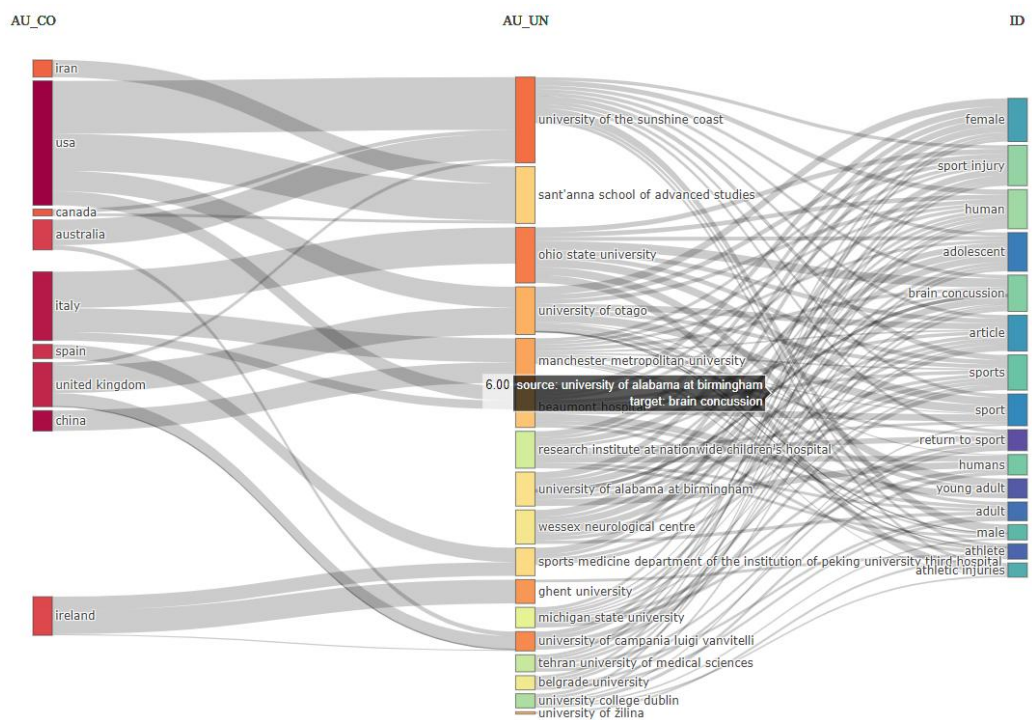 AU_CO
AU_UN
ID
iran
usa
canada
australia
italy
spain
united kingdom
china
ireland
university of the sunshine coast
sant'anna school of advanced studies
ohio state university
university of otago
manchester metropolitan university
6.00 source: university of alabama at birmingham
target: brain concussion
beaumont hospital
research institute at nationwide children's hospital
university of alabama at birmingham
wessex neurological centre
sports medicine department of the institution of peking university third hospital
ghent university
michigan state university
university of campania luigi vanvitelli
tehran university of medical sciences
belgrade university
university college dublin
university of žilina
female
sport injury
human
adolescent
brain concussion
article
sports
sport
return to sport
humans
young adult
adult
male
athlete
athletic injuries